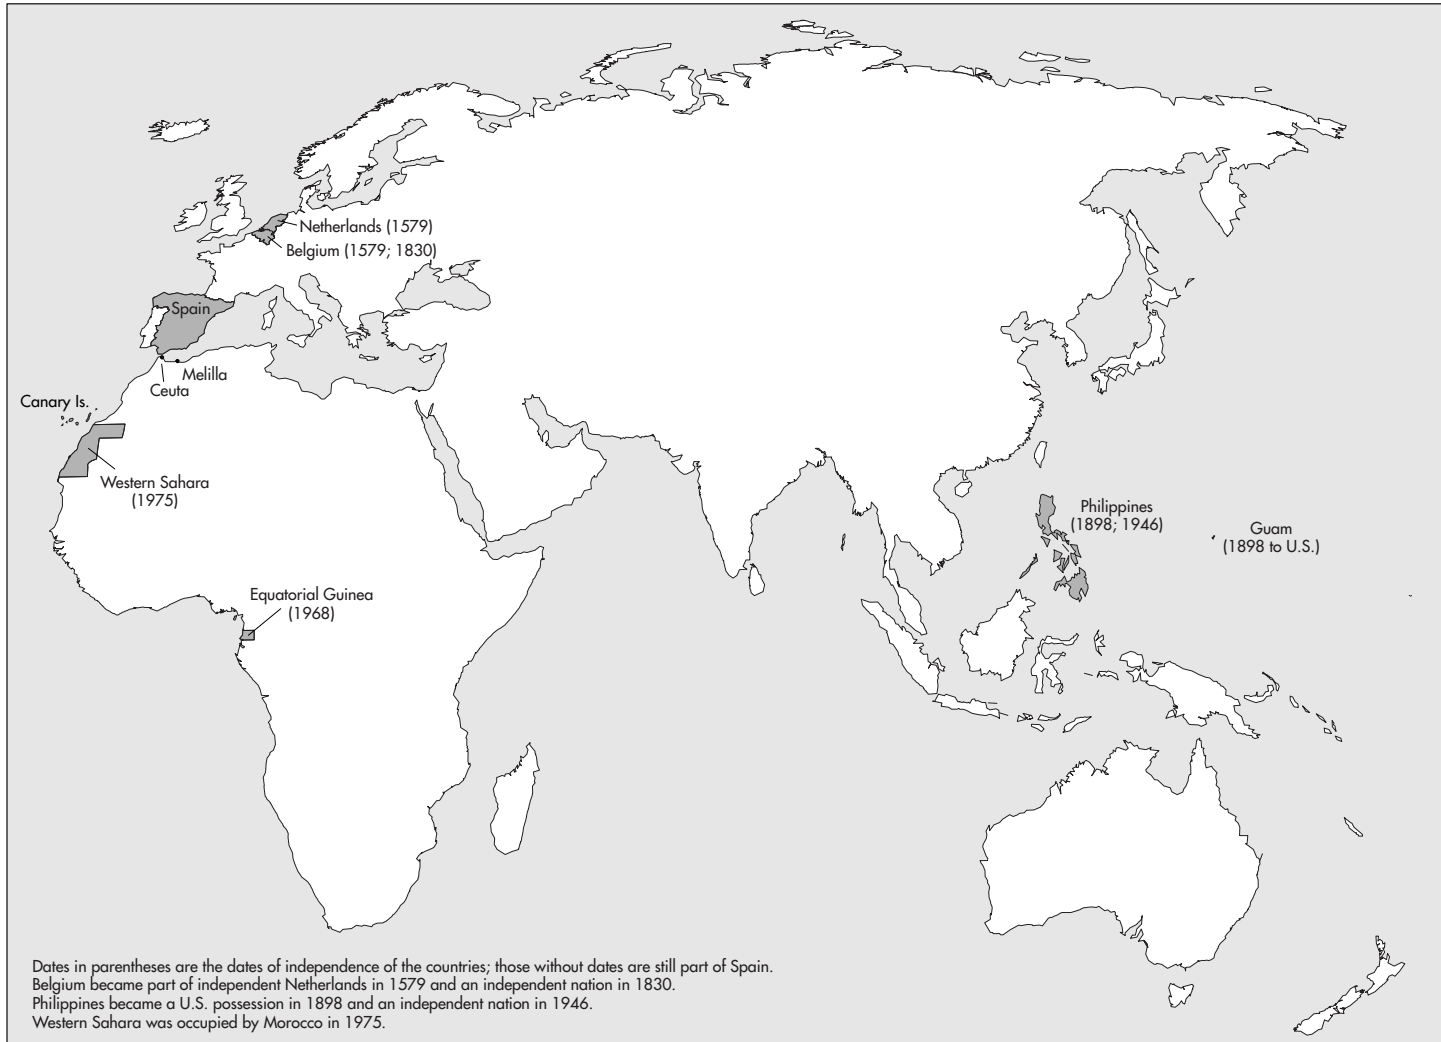 Netherlands (1579)
Belgium (1579; 1830)
Spain
Melilla
Ceuta
Canary Is.
Western Sahara
(1975)
Philippines
(1898; 1946)
Guam
(1898 to U.S.)
Equatorial Guinea
(1968)
Dates in parentheses are the dates of independence of the countries; those without dates are still part of Spain.
Belgium became part of independent Netherlands in 1579 and an independent nation in 1830.
Philippines became a U.S. possession in 1898 and an independent nation in 1946.
Western Sahara was occupied by Morocco in 1975.